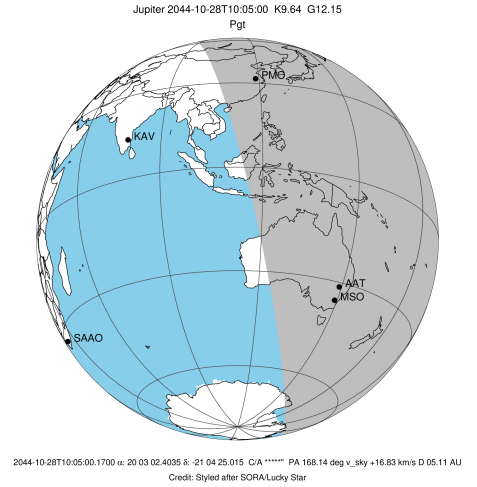 Jupiter 2044-10-28T10:05:00 K9.64 G12.15
Pgt
PMO
KAV
AAT
MSO
SAAO
2044-10-28T10:05:00.1700 α: 20 03 02.4035 δ: -21 04 25.015 C/A *****" PA 168.14 deg v_sky +16.83 km/s D 05.11 AU
Credit: Styled after SORA/Lucky Star